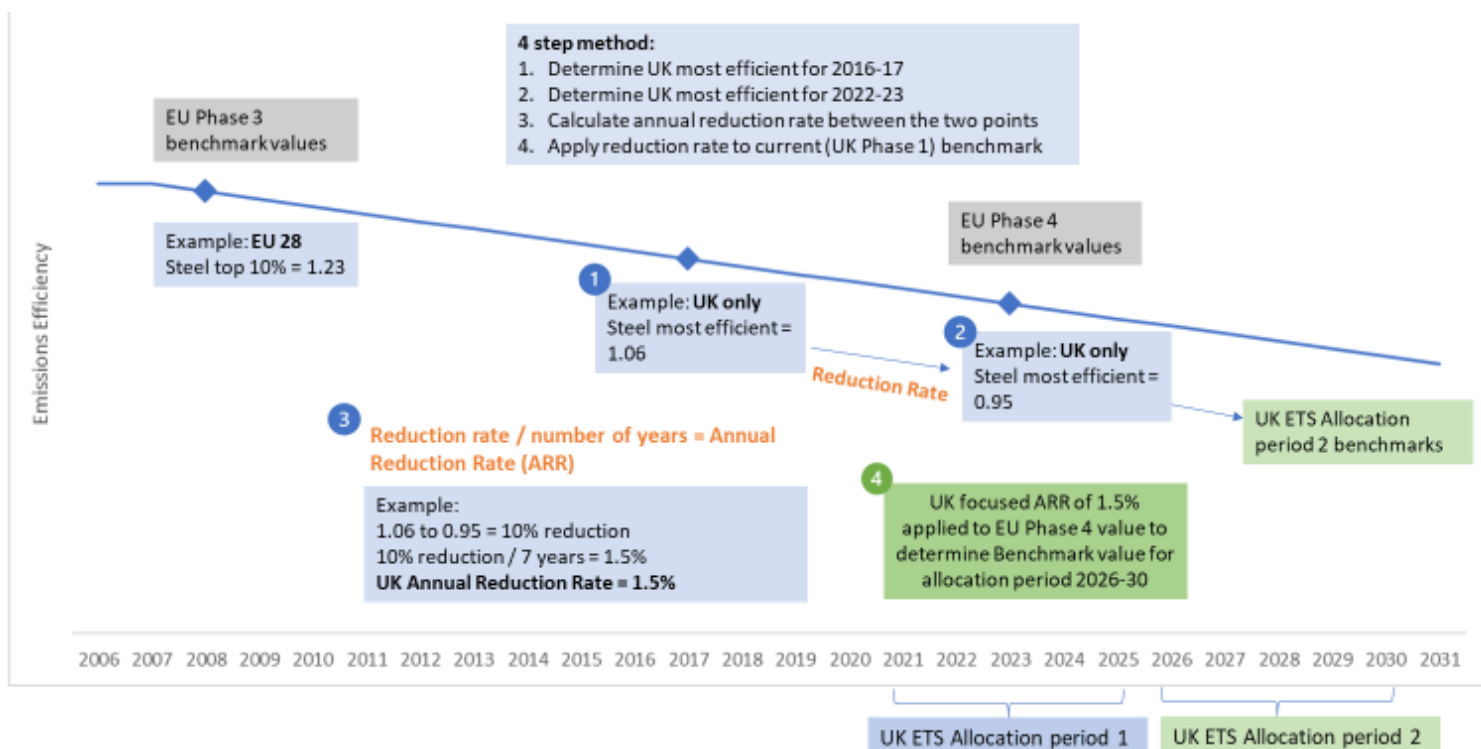 4 step method:
1. Determine UK most efficient for 2016-17
2. Determine UK most efficient for 2022-23
3. Calculate annual reduction rate between the two points
4. Apply reduction rate to current (UK Phase 1) benchmark
EU Phase 3
benchmark values
Example: EU 28
Steel top 10% = 1.23
EU Phase 4
benchmark values
1
Example: UK only
Steel most efficient =
1.06
Reduction Rate
2
Example: UK only
Steel most efficient =
0.95
UK ETS Allocation
period 2 benchmarks
3
Reduction rate / number of years = Annual
Reduction Rate (ARR)
Example:
1.06 to 0.95 = 10% reduction
10% reduction / 7 years = 1.5%
UK Annual Reduction Rate = 1.5%
4
UK focused ARR of 1.5%
applied to EU Phase 4 value to
determine Benchmark value for
allocation period 2026-30
Emissions Efficiency
2006 2007 2008 2009 2010 2011 2012 2013 2014 2015 2016 2017 2018 2019 2020 2021 2022 2023 2024 2025 2026 2027 2028 2029 2030 2031
UK ETS Allocation period 1
UK ETS Allocation period 2